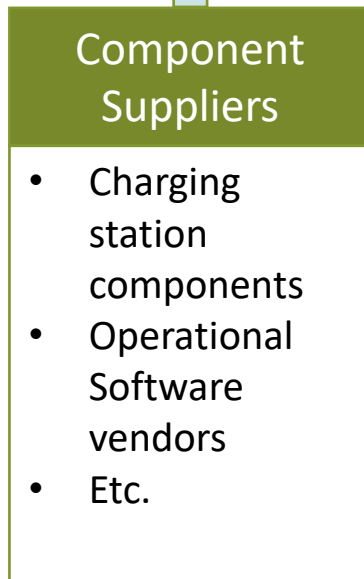 Component
Suppliers
• Charging
station
components
• Operational
Software
vendors
• Etc.